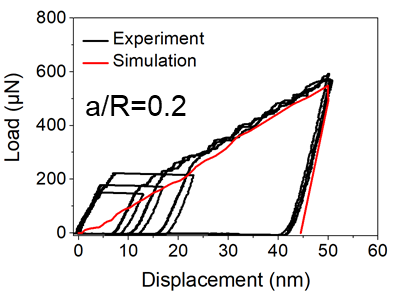 800
Experiment
Simulation
600
a/R=0.2
400
200
0
0 10 20 30 40 50 60
Load (μN)
Displacement (nm)